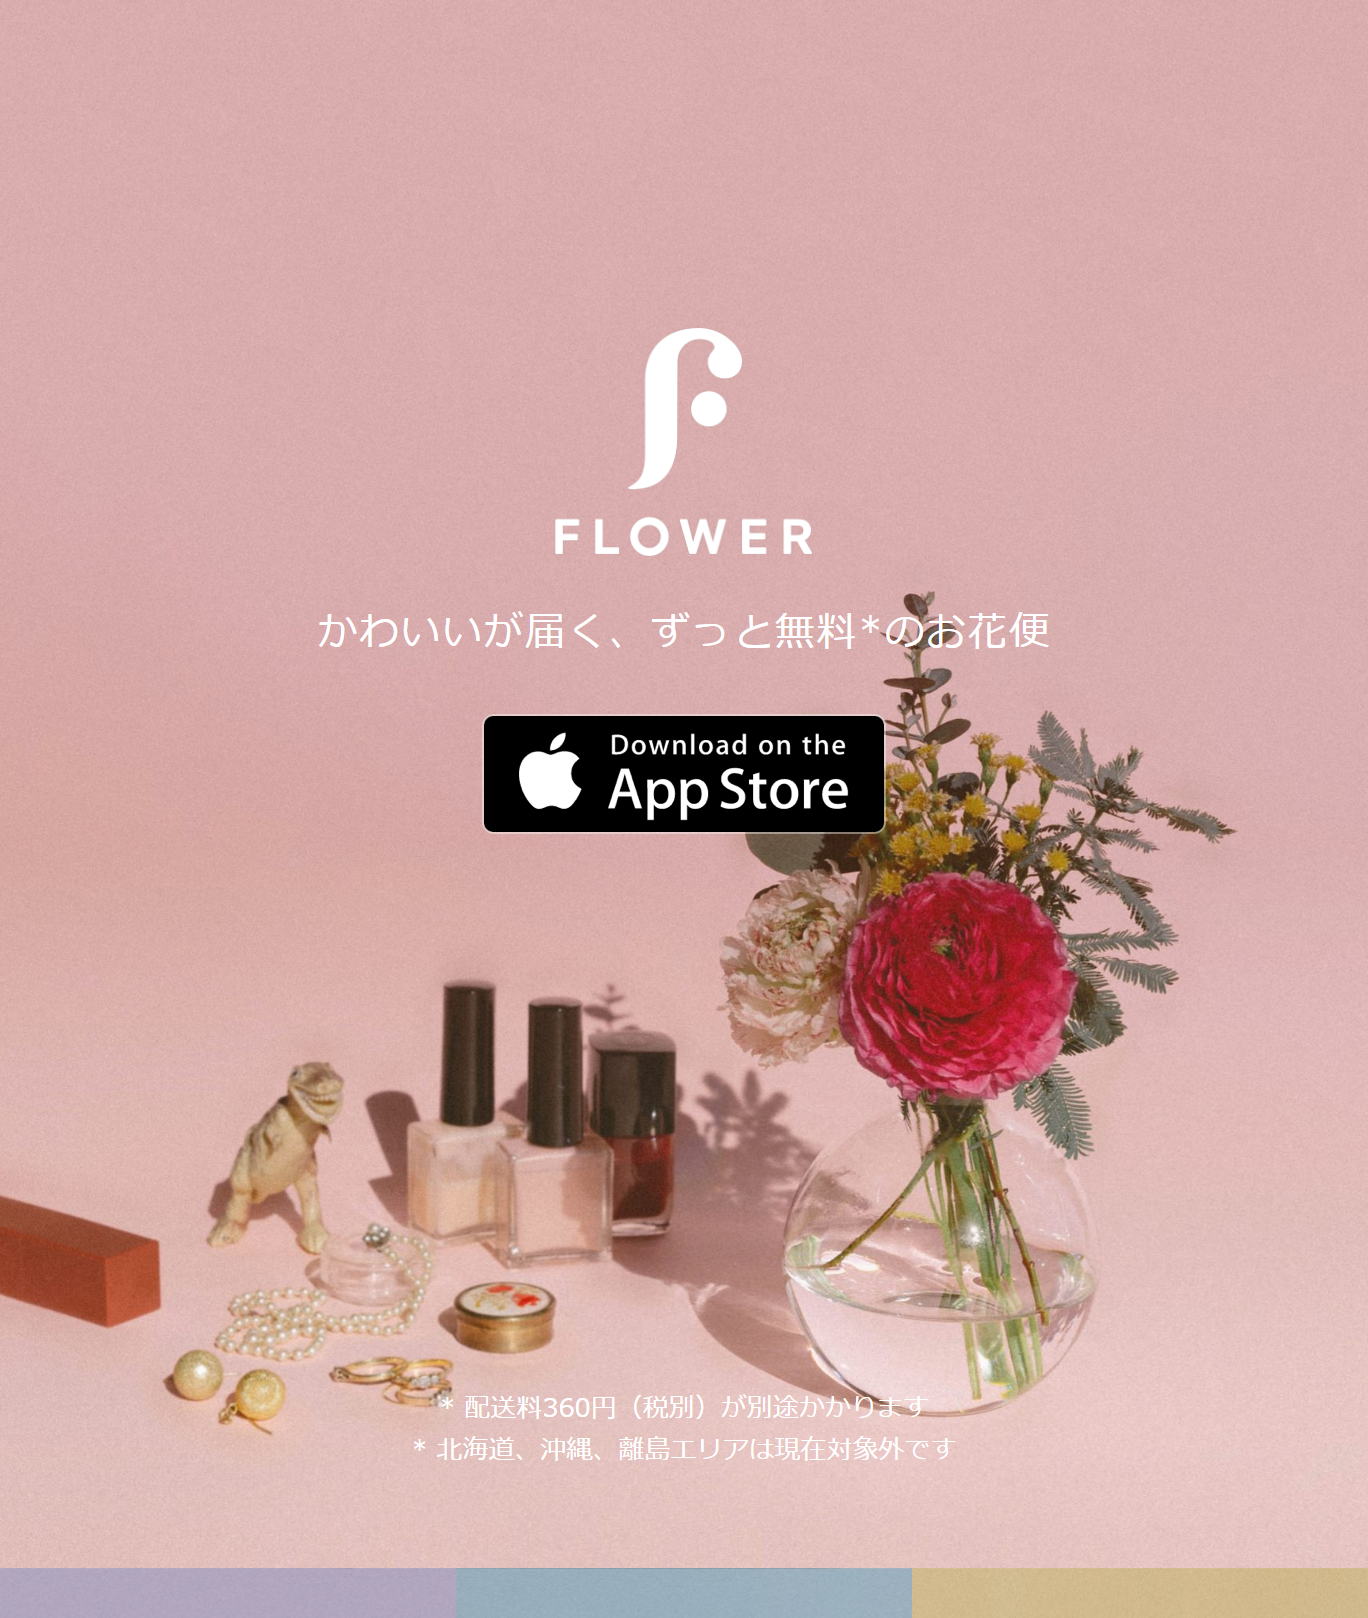 FLOWER
かわいいが届く、ずっと無料*のお花便
Download on the
App Store
* 配送料360円（税別）が別途かかります
* 北海道、沖縄、離島エリアは現在対象外です